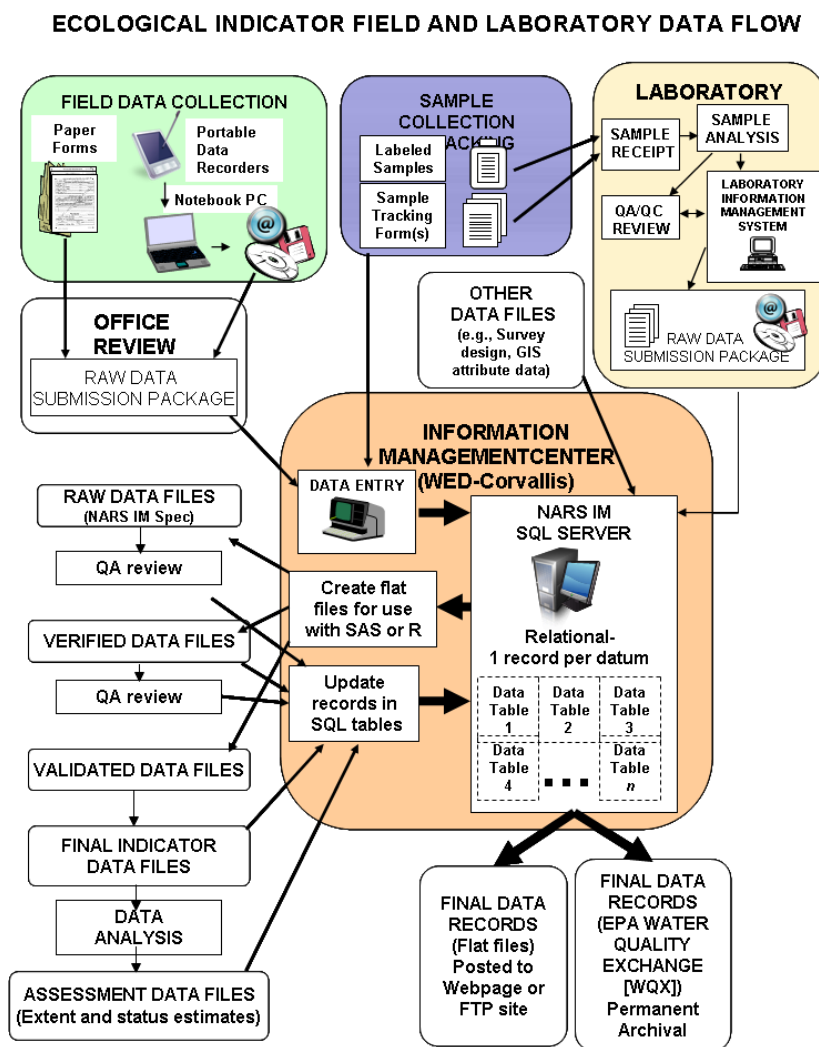 ECOLOGICAL INDICATOR FIELD AND LABORATORY DATA FLOW
FIELD DATA COLLECTION
Paper
Forms
Portable
Data
Recorders
Notebook PC
@
SAMPLE
COLLECTION
Labeled
Samples
Sample
Tracking
Form(s)
LABORATORY
SAMPLE
RECEIPT
SAMPLE
ANALYSIS
QA/QC
REVIEW
LABORATORY
INFORMATION
MANAGEMENT
SYSTEM
@
RAW DATA
SUBMISSION PACKAGE
OFFICE
REVIEW
RAW DATA
SUBMISSION PACKAGE
OTHER
DATA FILES
(e.g., Survey
design, GIS
attribute data)
INFORMATION
MANAGEMENTCENTER
(WED-Corvallis)
DATA ENTRY
NARS IM
SQL SERVER
Relational-
1 record per datum
Data
Table
1
Data
Table
2
Data
Table
3
Data
Table
4
...
Data
Table
n
Create flat
files for use
with SAS or R
Update
records in
SQL tables
RAW DATA FILES
(NARS IM Spec)
QA review
VERIFIED DATA FILES
QA review
VALIDATED DATA FILES
FINAL INDICATOR
DATA FILES
DATA
ANALYSIS
ASSESSMENT DATA FILES
(Extent and status estimates)
FINAL DATA
RECORDS
(Flat files)
Posted to
Webpage or
FTP site
FINAL DATA
RECORDS
(EPA WATER
QUALITY
EXCHANGE
[WQX])
Permanent
Archival